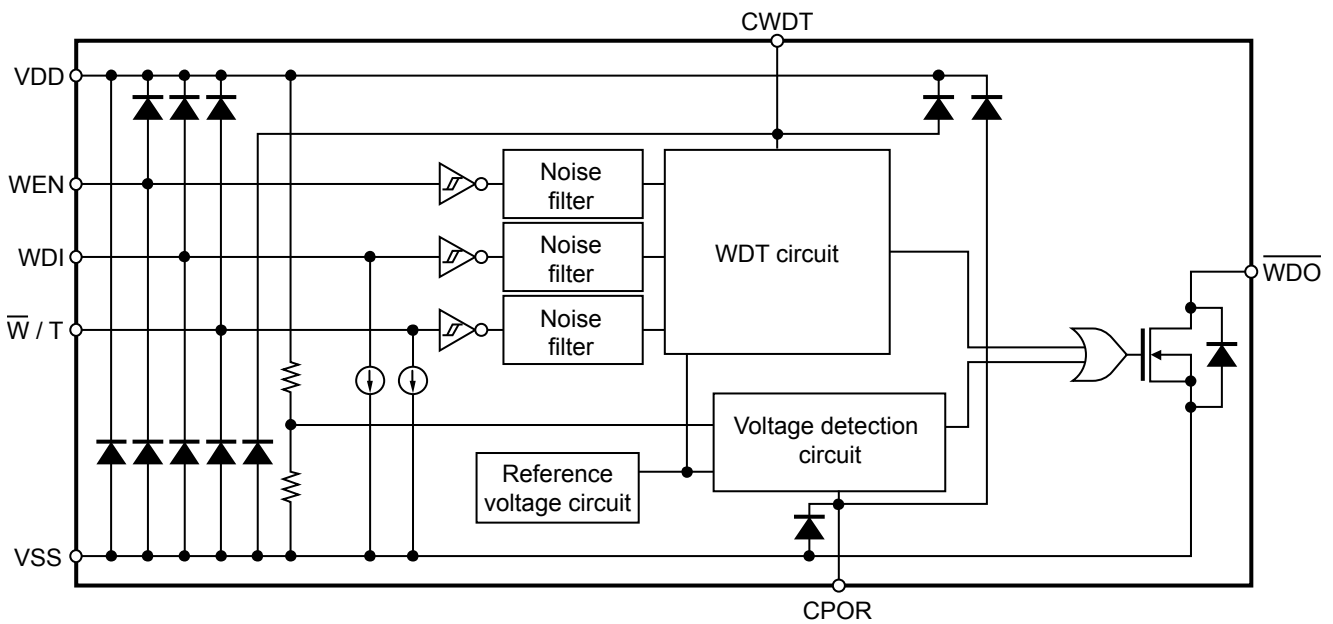 CWDT
VDD
WEN
Noise
filter
WDI
Noise
filter
WDT circuit
W̅ / T
Noise
filter
W̅D̅O̅
Voltage detection
circuit
Reference
voltage circuit
VSS
CPOR